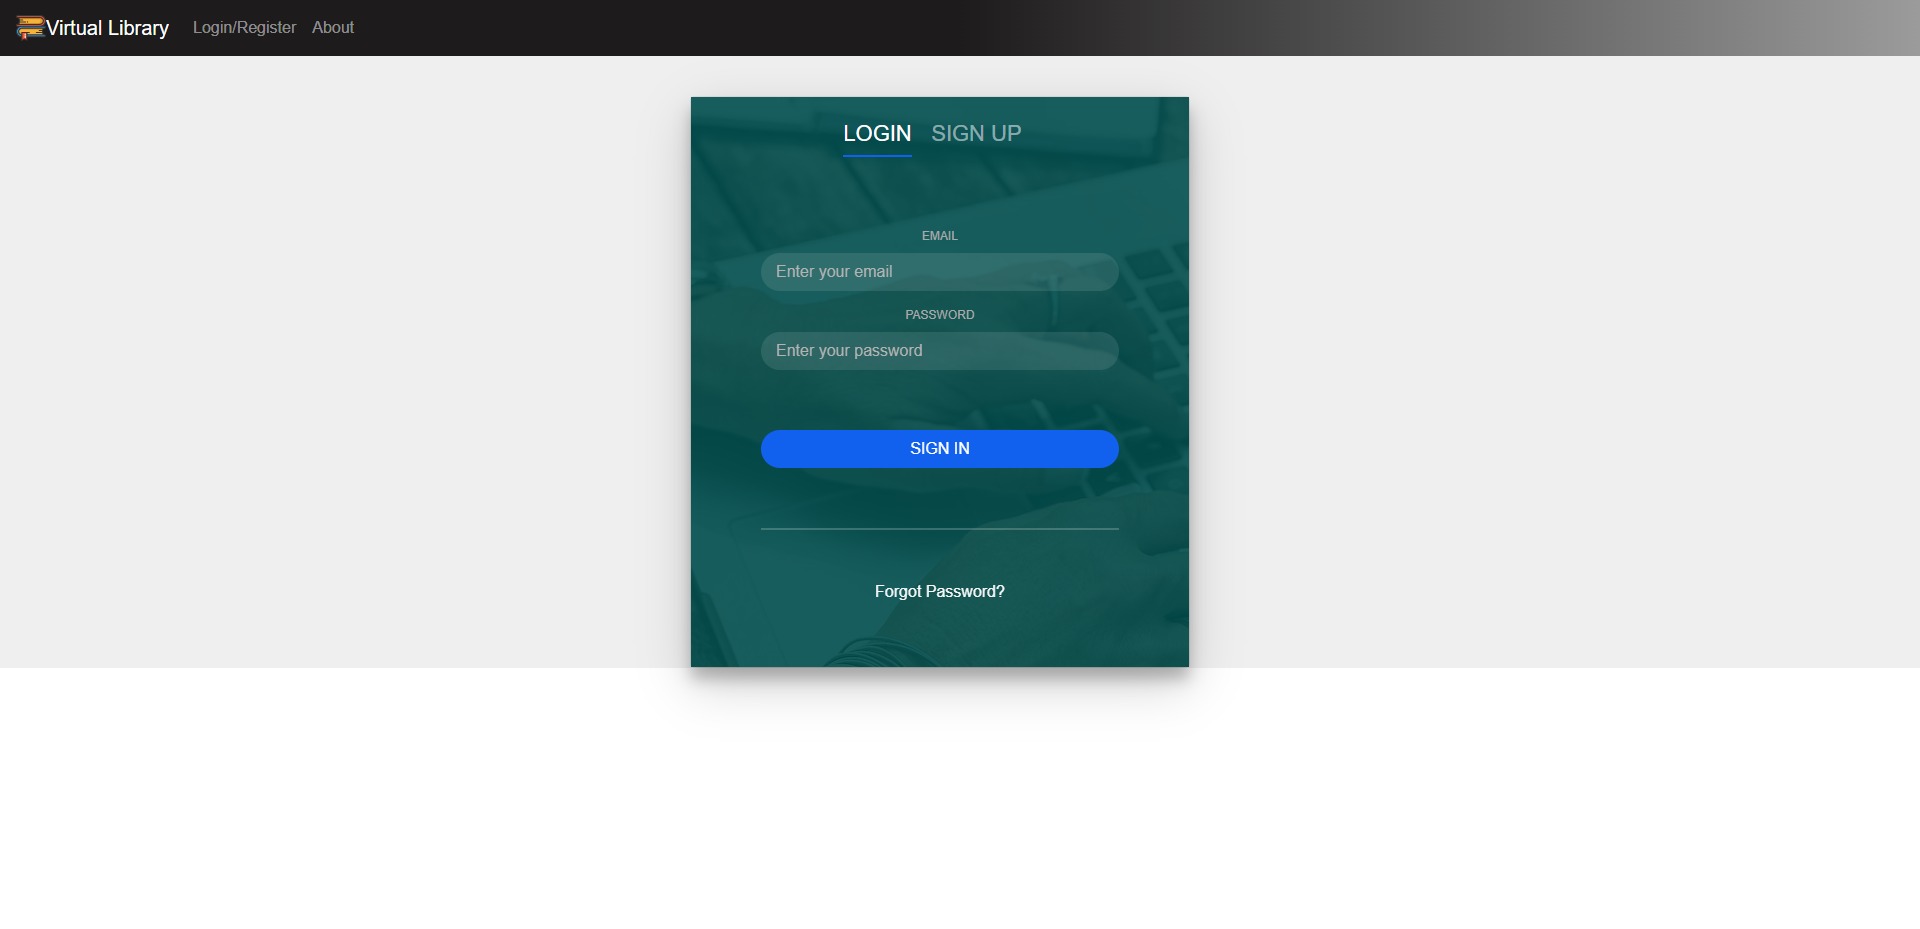 Virtual Library Login/Register About
LOGIN SIGN UP
EMAIL
Enter your email
PASSWORD
Enter your password
SIGN IN
Forgot Password?